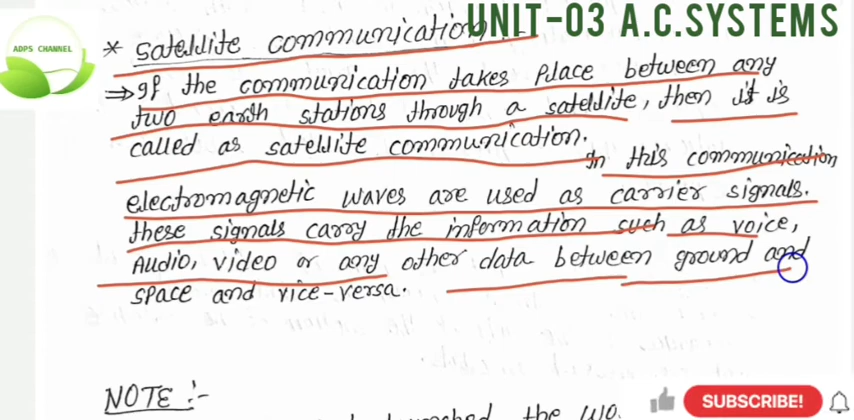 UNIT-03 A.C.SYSTEMS
ADPS CHANNEL
* Satellite communication
⇒ If the communication takes place between any
two earth stations through a satellite, then it is
called as satellite communication.
In this communication
electromagnetic waves are used as carrier signals.
these signals carry the information such as voice,
Audio, video or any other data between ground and
space and vice-versa.
NOTE :-
the
SUBSCRIBE!